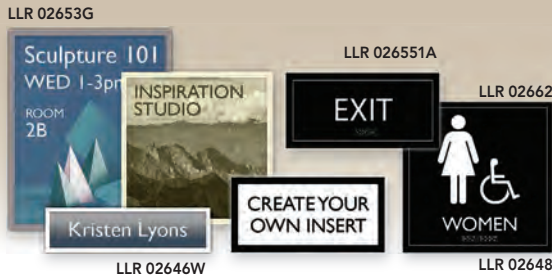 LLR 02653G
Sculpture 101
WED 1-3pm
ROOM
2B
INSPIRATION
STUDIO
Kristen Lyons
LLR 02646W
LLR 026551A
EXIT
CREATE YOUR
OWN INSERT
LLR 02662
WOMEN
LLR 02648